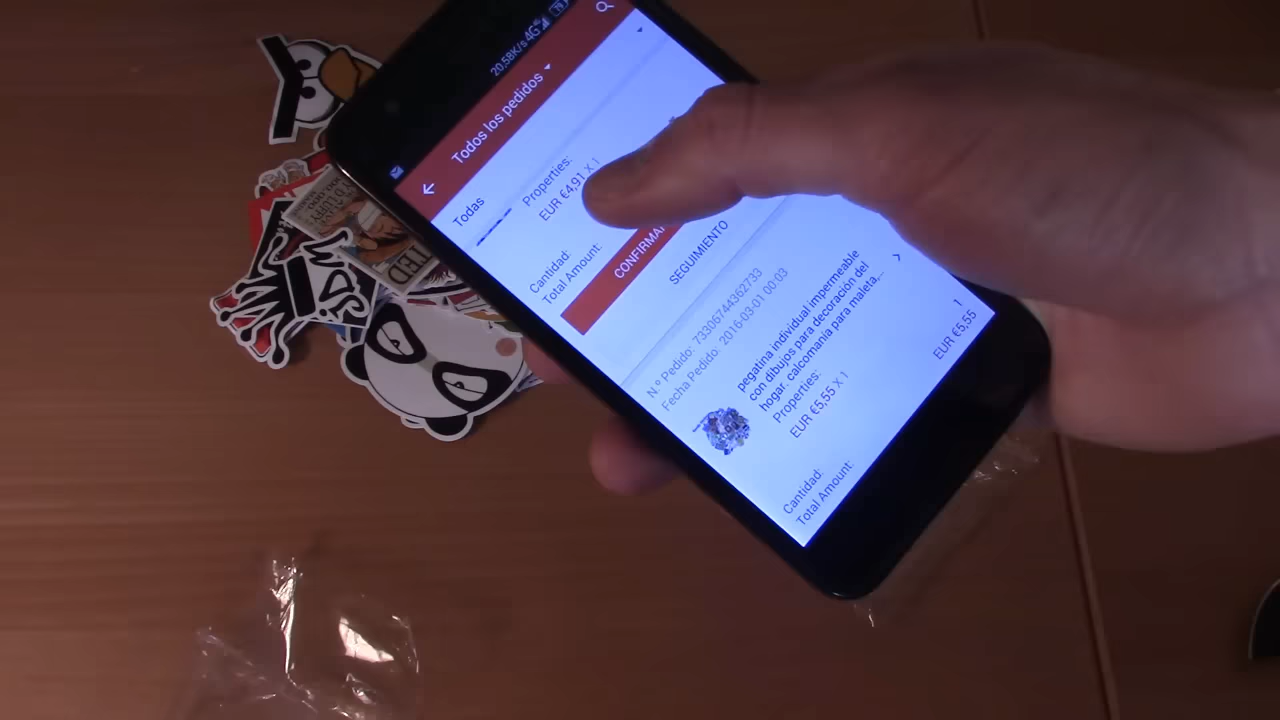 20,58K/s 4G
Todos los pedidos
Todas
Properties:
EUR €4,91 X 1
Cantidad:
Total Amount:
CONFIRMA
SEGUIMIENTO
N.º Pedido: 73306744362733
Fecha Pedido: 2016-03-01 00:03
pegatina individual impermeable
con dibujos para decoración del
hogar. calcomanía para maleta,...
Properties:
EUR €5,55 X 1
Cantidad:
1
Total Amount:
EUR €5,55
LUFFY
WANTED